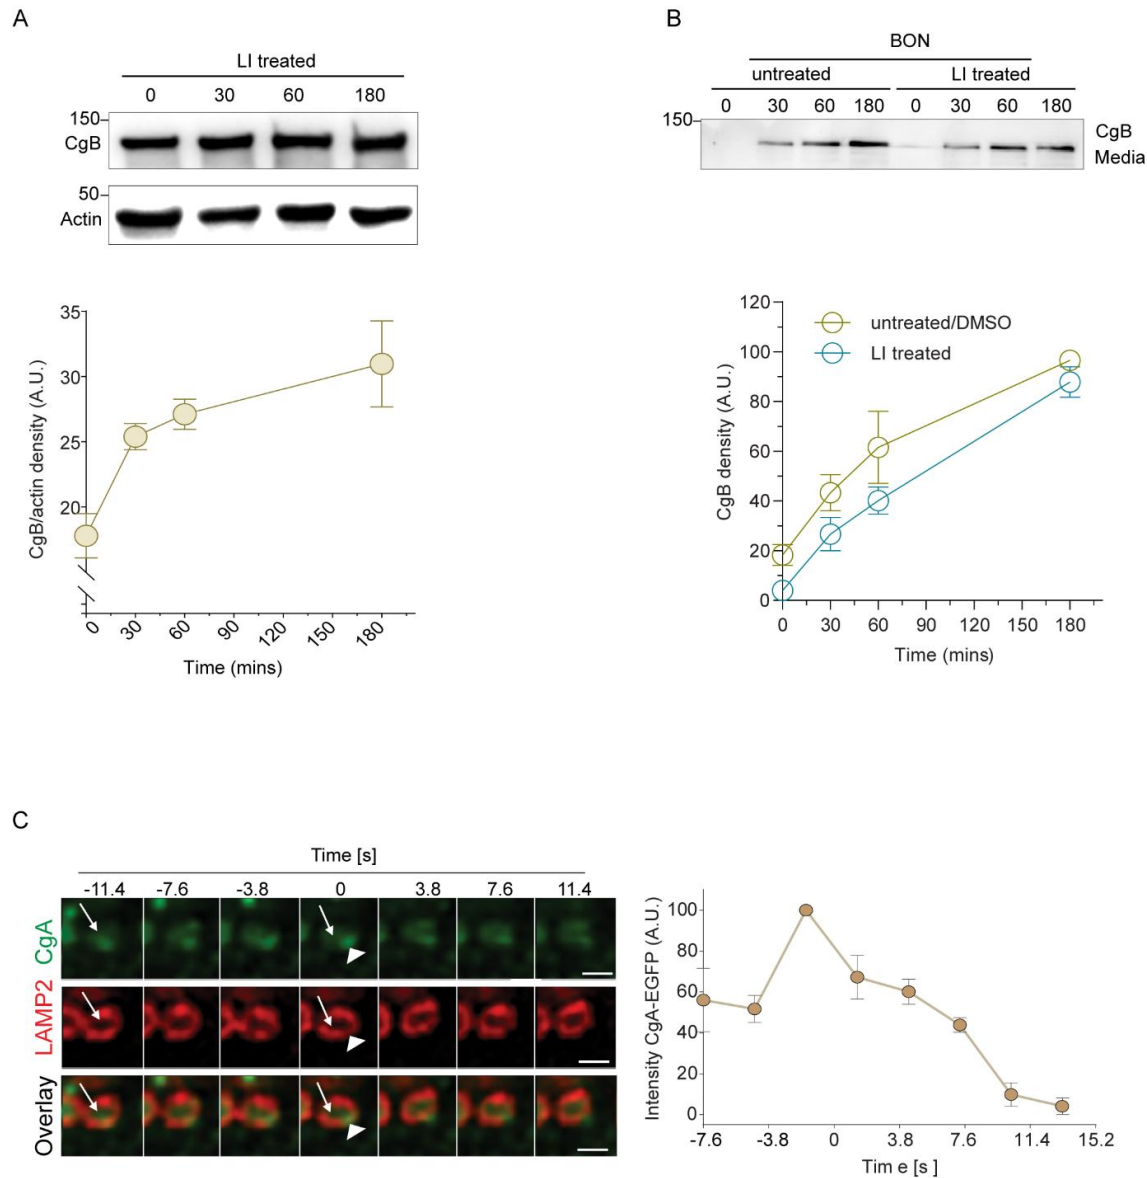 A
LI treated
0 30 60 180
150
CgB
50
Actin
35
30
25
20
CgB/actin density (A.U.)
0 30 60 90 120 150 180
Time (mins)
B
BON
untreated LI treated
0 30 60 180 0 30 60 180
150
CgB
Media
120
100
80
60
40
20
0
CgB density (A.U.)
untreated/DMSO
LI treated
0 30 60 90 120 150 180
Time (mins)
C
Time [s]
-11.4 -7.6 -3.8 0 3.8 7.6 11.4
CgA
LAMP2
Overlay
100
80
60
40
20
0
Intensity CgA-EGFP (A.U.)
-7.6 -3.8 0 3.8 7.6 11.4 15.2
Tim e [s ]